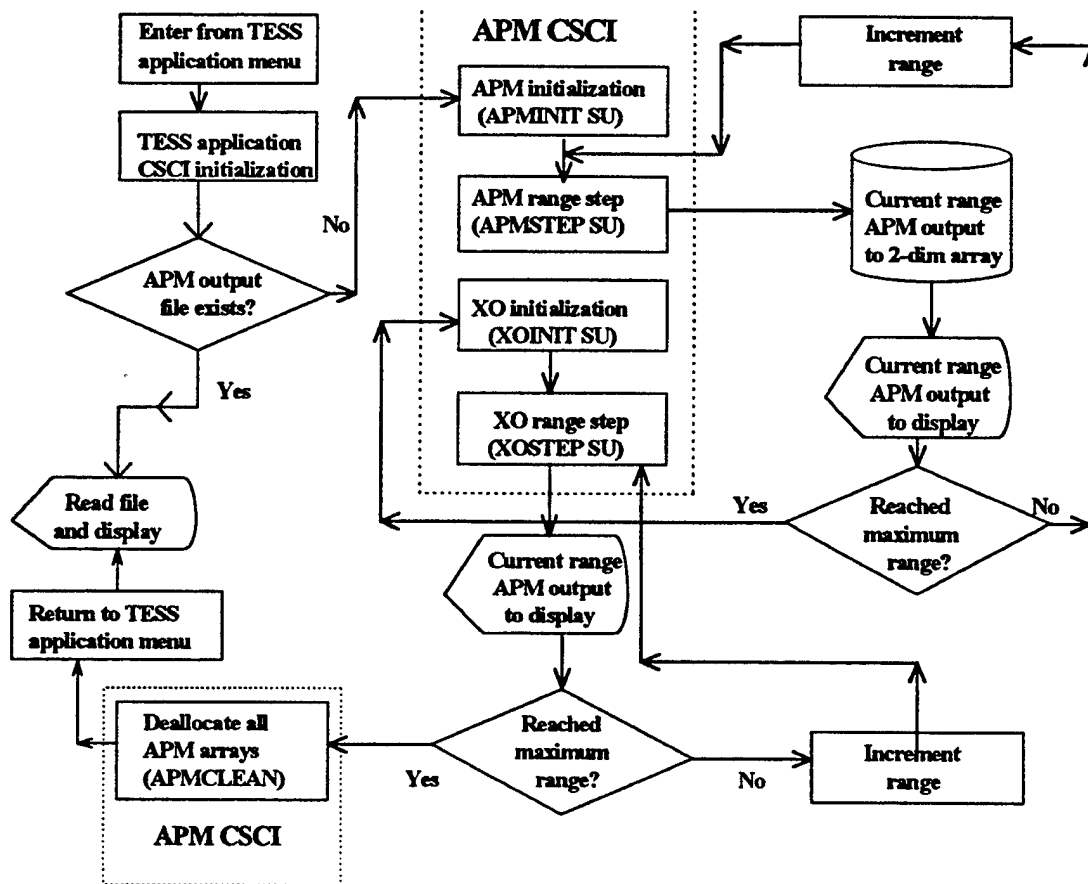 Enter from TESS
application menu
TESS application
CSCI initialization
APM output
file exists?
No
Yes
Read file
and display
Return to TESS
application menu
APM CSCI
APM initialization
(APMINIT SU)
APM range step
(APMSTEP SU)
XO initialization
(XOINIT SU)
XO range step
(XOSTEP SU)
Increment
range
Current range
APM output
to 2-dim array
Current range
APM output
to display
Reached
maximum
range?
Yes
No
Current range
APM output
to display
Reached
maximum
range?
Yes
No
Increment
range
Deallocate all
APM arrays
(APMCLEAN)
APM CSCI